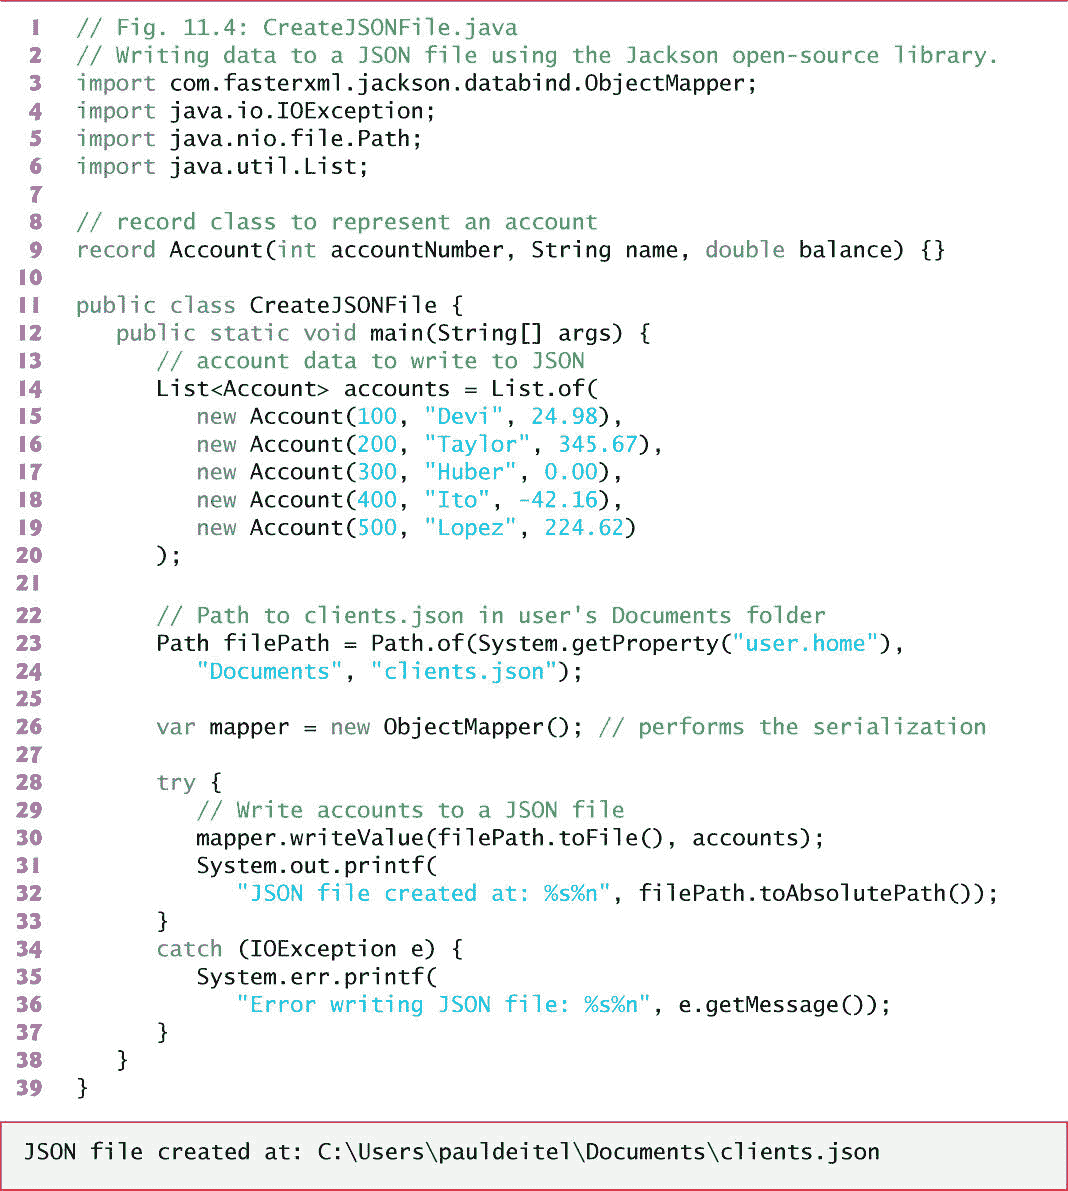 1 // Fig. 11.4: CreateJSONFile.java
2 // Writing data to a JSON file using the Jackson open-source library.
3 import com.fasterxml.jackson.databind.ObjectMapper;
4 import java.io.IOException;
5 import java.nio.file.Path;
6 import java.util.List;
7
8 // record class to represent an account
9 record Account(int accountNumber, String name, double balance) {}
10
11 public class CreateJSONFile {
12    public static void main(String[] args) {
13       // account data to write to JSON
14       List<Account> accounts = List.of(
15          new Account(100, "Devi", 24.98),
16          new Account(200, "Taylor", 345.67),
17          new Account(300, "Huber", 0.00),
18          new Account(400, "Ito", -42.16),
19          new Account(500, "Lopez", 224.62)
20       );
21
22       // Path to clients.json in user's Documents folder
23       Path filePath = Path.of(System.getProperty("user.home"),
24          "Documents", "clients.json");
25
26       var mapper = new ObjectMapper(); // performs the serialization
27
28       try {
29          // Write accounts to a JSON file
30          mapper.writeValue(filePath.toFile(), accounts);
31          System.out.printf(
32             "JSON file created at: %s%n", filePath.toAbsolutePath());
33       }
34       catch (IOException e) {
35          System.err.printf(
36             "Error writing JSON file: %s%n", e.getMessage());
37       }
38    }
39 }
JSON file created at: C:\Users\pauldeitel\Documents\clients.json